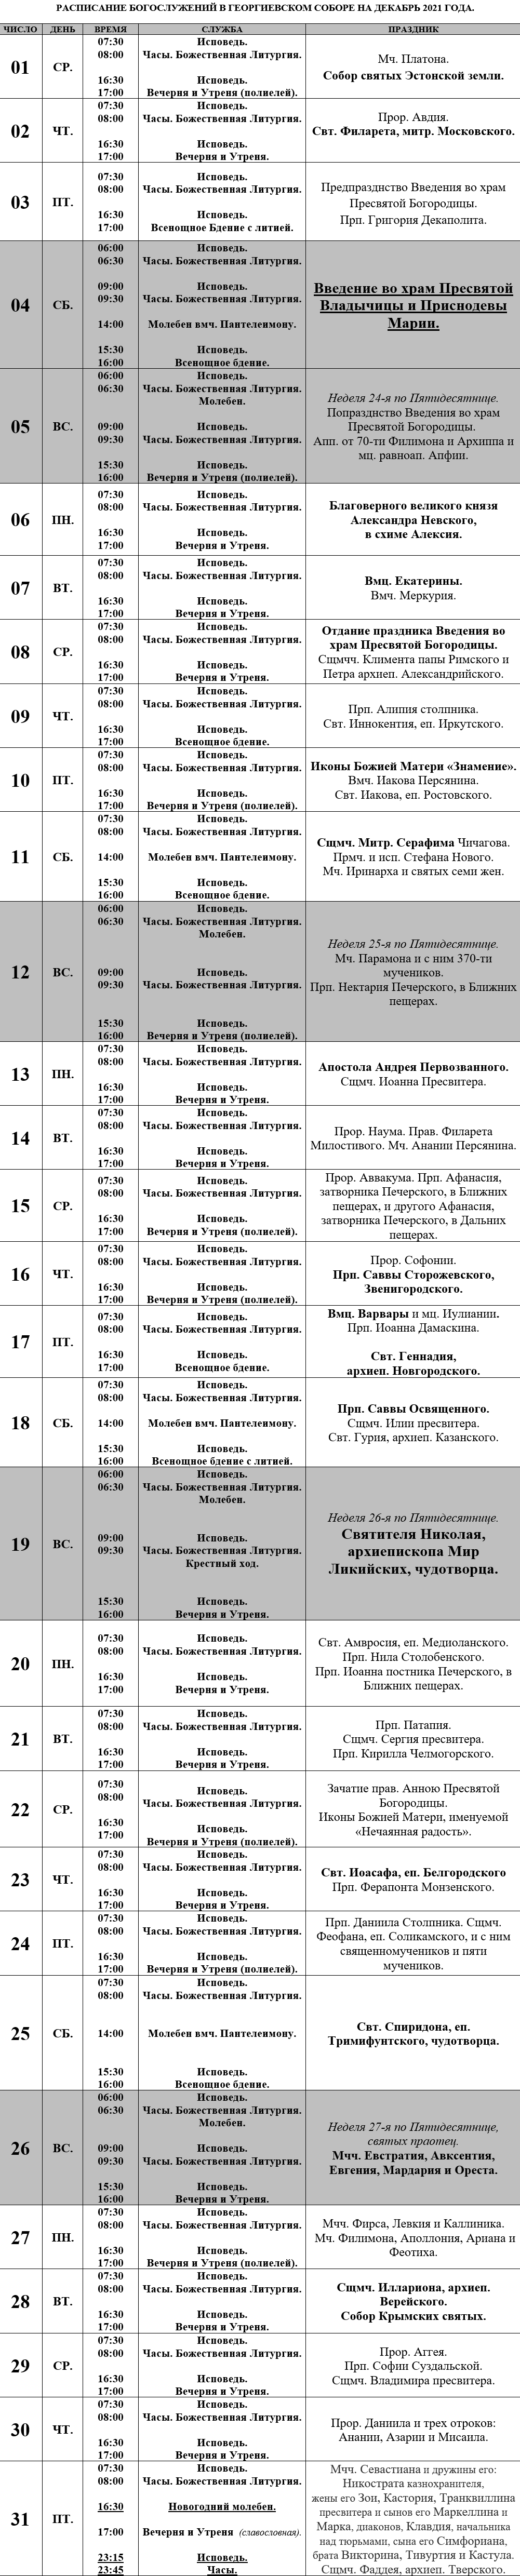 РАСПИСАНИЕ БОГОСЛУЖЕНИЙ В ГЕОРГИЕВСКОМ СОБОРЕ НА ДЕКАБРЬ 2021 ГОДА.
ЧИСЛО ДЕНЬ ВРЕМЯ СЛУЖБА ПРАЗДНИК
01 СР.
07:30 Исповедь.
08:00 Часы. Божественная Литургия.
16:30 Исповедь.
17:00 Вечерня и Утреня (полиелей).
Мч. Платона.
Собор святых Эстонской земли.
02 ЧТ.
07:30 Исповедь.
08:00 Часы. Божественная Литургия.
16:30 Исповедь.
17:00 Вечерня и Утреня.
Прор. Авдия.
Свт. Филарета, митр. Московского.
03 ПТ.
07:30 Исповедь.
08:00 Часы. Божественная Литургия.
16:30 Исповедь.
17:00 Всенощное Бдение с литией.
Предпразднство Введения во храм
Пресвятой Богородицы.
Прп. Григория Декаполита.
04 СБ.
06:00 Исповедь.
06:30 Часы. Божественная Литургия.
09:00 Исповедь.
09:30 Часы. Божественная Литургия.
14:00 Молебен вмч. Пантелеимону.
15:30 Исповедь.
16:00 Всенощное бдение.
Введение во храм Пресвятой
Владычицы и Приснодевы
Марии.
05 ВС.
06:00 Исповедь.
06:30 Часы. Божественная Литургия.
Молебен.
09:00 Исповедь.
09:30 Часы. Божественная Литургия.
15:30 Исповедь.
16:00 Вечерня и Утреня (полиелей).
Неделя 24-я по Пятидесятнице.
Попразднство Введения во храм
Пресвятой Богородицы.
Апп. от 70-ти Филимона и Архиппа и
мц. равноап. Апфии.
06 ПН.
07:30 Исповедь.
08:00 Часы. Божественная Литургия.
16:30 Исповедь.
17:00 Вечерня и Утреня.
Благоверного великого князя
Александра Невского,
в схиме Алексия.
07 ВТ.
07:30 Исповедь.
08:00 Часы. Божественная Литургия.
16:30 Исповедь.
17:00 Вечерня и Утреня.
Вмц. Екатерины.
Вмч. Меркурия.
08 СР.
07:30 Исповедь.
08:00 Часы. Божественная Литургия.
16:30 Исповедь.
17:00 Вечерня и Утреня.
Отдание праздника Введения во
храм Пресвятой Богородицы.
Сщмчч. Климента папы Римского и
Петра архиеп. Александрийского.
09 ЧТ.
07:30 Исповедь.
08:00 Часы. Божественная Литургия.
16:30 Исповедь.
17:00 Всенощное бдение.
Прп. Алипия столпника.
Свт. Иннокентия, еп. Иркутского.
10 ПТ.
07:30 Исповедь.
08:00 Часы. Божественная Литургия.
16:30 Исповедь.
17:00 Вечерня и Утреня (полиелей).
Иконы Божией Матери «Знамение».
Вмч. Иакова Персянина.
Свт. Иакова, еп. Ростовского.
11 СБ.
07:30 Исповедь.
08:00 Часы. Божественная Литургия.
14:00 Молебен вмч. Пантелеимону.
15:30 Исповедь.
16:00 Всенощное бдение.
Сщмч. Митр. Серафима Чичагова.
Прмч. и исп. Стефана Нового.
Мч. Иринарха и святых семи жен.
12 ВС.
06:00 Исповедь.
06:30 Часы. Божественная Литургия.
Молебен.
09:00 Исповедь.
09:30 Часы. Божественная Литургия.
15:30 Исповедь.
16:00 Вечерня и Утреня (полиелей).
Неделя 25-я по Пятидесятнице.
Мч. Парамона и с ним 370-ти
мучеников.
Прп. Нектария Печерского, в Ближних
пещерах.
13 ПН.
07:30 Исповедь.
08:00 Часы. Божественная Литургия.
16:30 Исповедь.
17:00 Вечерня и Утреня.
Апостола Андрея Первозванного.
Сщмч. Иоанна Пресвитера.
14 ВТ.
07:30 Исповедь.
08:00 Часы. Божественная Литургия.
16:30 Исповедь.
17:00 Вечерня и Утреня.
Прор. Наума. Прав. Филарета
Милостивого. Мч. Анании Персянина.
15 СР.
07:30 Исповедь.
08:00 Часы. Божественная Литургия.
16:30 Исповедь.
17:00 Вечерня и Утреня (полиелей).
Прор. Аввакума. Прп. Афанасия,
затворника Печерского, в Ближних
пещерах, и другого Афанасия,
затворника Печерского, в Дальних
пещерах.
16 ЧТ.
07:30 Исповедь.
08:00 Часы. Божественная Литургия.
16:30 Исповедь.
17:00 Вечерня и Утреня (полиелей).
Прор. Софонии.
Прп. Саввы Сторожевского,
Звенигородского.
17 ПТ.
07:30 Исповедь.
08:00 Часы. Божественная Литургия.
16:30 Исповедь.
17:00 Всенощное бдение.
Вмц. Варвары и мц. Иулиании.
Прп. Иоанна Дамаскина.
Свт. Геннадия,
архиеп. Новгородского.
18 СБ.
07:30 Исповедь.
08:00 Часы. Божественная Литургия.
14:00 Молебен вмч. Пантелеимону.
15:30 Исповедь.
16:00 Всенощное бдение с литией.
Прп. Саввы Освященного.
Сщмч. Илии пресвитера.
Свт. Гурия, архиеп. Казанского.
19 ВС.
06:00 Исповедь.
06:30 Часы. Божественная Литургия.
Молебен.
09:00 Исповедь.
09:30 Часы. Божественная Литургия.
Крестный ход.
15:30 Исповедь.
16:00 Вечерня и Утреня.
Неделя 26-я по Пятидесятнице.
Святителя Николая,
архиепископа Мир
Ликийских, чудотворца.
20 ПН.
07:30 Исповедь.
08:00 Часы. Божественная Литургия.
16:30 Исповедь.
17:00 Вечерня и Утреня.
Свт. Амвросия, еп. Медиоланского.
Прп. Нила Столобенского.
Прп. Иоанна постника Печерского, в
Ближних пещерах.
21 ВТ.
07:30 Исповедь.
08:00 Часы. Божественная Литургия.
16:30 Исповедь.
17:00 Вечерня и Утреня.
Прп. Патапия.
Сщмч. Сергия пресвитера.
Прп. Кирилла Челмогорского.
22 СР.
07:30 Исповедь.
08:00 Часы. Божественная Литургия.
16:30 Исповедь.
17:00 Вечерня и Утреня (полиелей).
Зачатие прав. Анною Пресвятой
Богородицы.
Иконы Божией Матери, именуемой
«Нечаянная радость».
23 ЧТ.
07:30 Исповедь.
08:00 Часы. Божественная Литургия.
16:30 Исповедь.
17:00 Вечерня и Утреня.
Свт. Иоасафа, еп. Белгородского
Прп. Ферапонта Монзенского.
24 ПТ.
07:30 Исповедь.
08:00 Часы. Божественная Литургия.
16:30 Исповедь.
17:00 Вечерня и Утреня (полиелей).
Прп. Даниила Столпника. Сщмч.
Феофана, еп. Соликамского, и с ним
священномучеников и пяти
мучеников.
25 СБ.
07:30 Исповедь.
08:00 Часы. Божественная Литургия.
14:00 Молебен вмч. Пантелеимону.
15:30 Исповедь.
16:00 Всенощное бдение.
Свт. Спиридона, еп.
Тримифунтского, чудотворца.
26 ВС.
06:00 Исповедь.
06:30 Часы. Божественная Литургия.
Молебен.
09:00 Исповедь.
09:30 Часы. Божественная Литургия.
15:30 Исповедь.
16:00 Вечерня и Утреня.
Неделя 27-я по Пятидесятнице,
святых праотец.
Мчч. Евстратия, Авксентия,
Евгения, Мардария и Ореста.
27 ПН.
07:30 Исповедь.
08:00 Часы. Божественная Литургия.
16:30 Исповедь.
17:00 Вечерня и Утреня (полиелей).
Мчч. Фирса, Левкия и Каллиника.
Мч. Филимона, Аполлония, Ариана и
Феотиха.
28 ВТ.
07:30 Исповедь.
08:00 Часы. Божественная Литургия.
16:30 Исповедь.
17:00 Вечерня и Утреня.
Сщмч. Иллариона, архиеп.
Верейского.
Собор Крымских святых.
29 СР.
07:30 Исповедь.
08:00 Часы. Божественная Литургия.
16:30 Исповедь.
17:00 Вечерня и Утреня.
Прор. Аггея.
Прп. Софии Суздальской.
Сщмч. Владимира пресвитера.
30 ЧТ.
07:30 Исповедь.
08:00 Часы. Божественная Литургия.
16:30 Исповедь.
17:00 Вечерня и Утреня.
Прор. Даниила и трех отроков:
Анании, Азарии и Мисаила.
31 ПТ.
07:30 Исповедь.
08:00 Часы. Божественная Литургия.
16:30 Новогодний молебен.
17:00 Вечерня и Утреня (славословная).
23:15 Исповедь.
23:45 Часы.
Мчч. Севастиана и дружины его:
Никострата казнохранителя,
жены его Зои, Кастория, Транквиллина
пресвитера и сынов его Маркеллина и
Марка, диаконов, Клавдия, начальника
над тюрьмами, сына его Симфориана,
брата Викторина, Тивуртия и Кастула.
Сщмч. Фаддея, архиеп. Тверского.